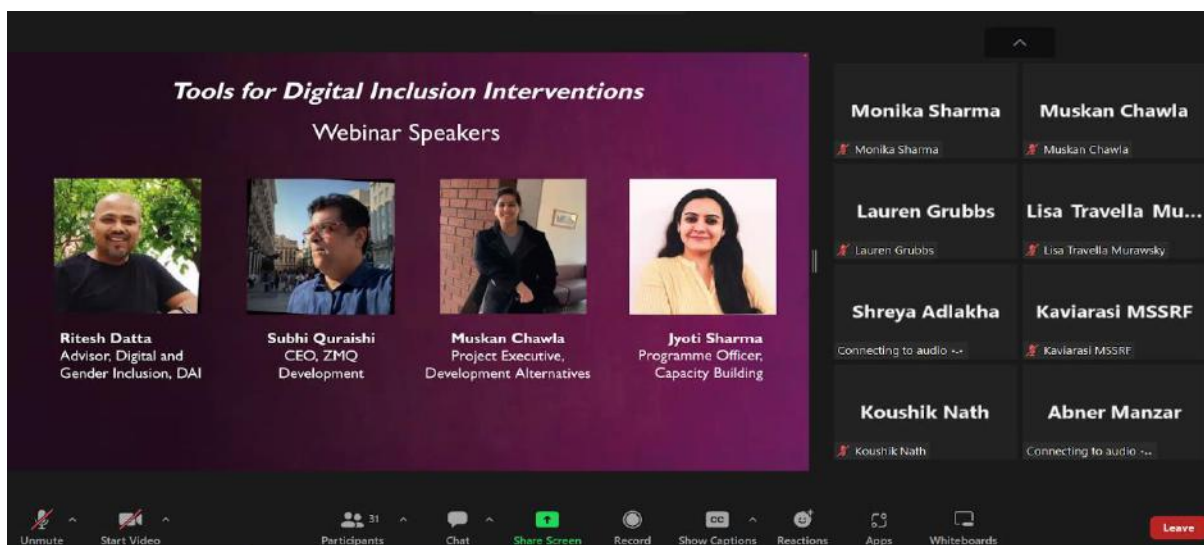 Tools for Digital Inclusion Interventions
Webinar Speakers
Ritesh Datta
Advisor, Digital and
Gender Inclusion, DAI
Subhi Quraishi
CEO, ZMQ
Development
Muskan Chawla
Project Executive,
Development Alternatives
Jyoti Sharma
Programme Officer,
Capacity Building
Monika Sharma
Monika Sharma
Muskan Chawla
Muskan Chawla
Lauren Grubbs
Lauren Grubbs
Lisa Travella Mu...
Lisa Travella Murawsky
Shreya Adlakha
Connecting to audio
Kaviarasi MSSRF
Kaviarasi MSSRF
Koushik Nath
Koushik Nath
Abner Manzar
Connecting to audio
Unmute
Start Video
31
Participants
Chat
Share Screen
Record
CC
Show Captions
Reactions
Apps
Whiteboards
Leave